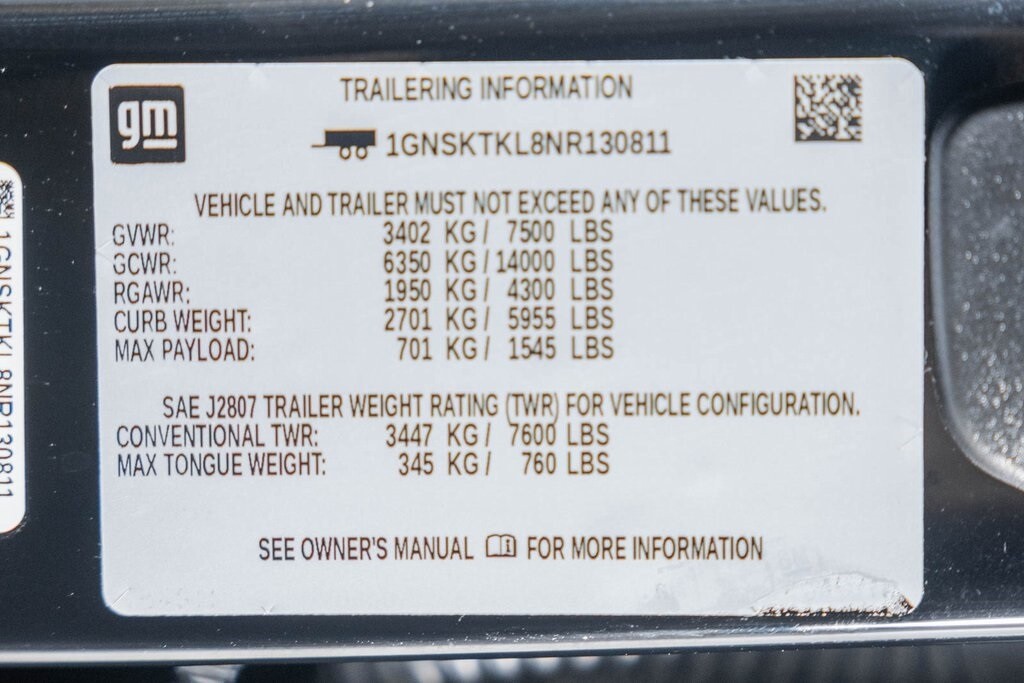 gm
TRAILERING INFORMATION
1GNSKTKL8NR130811
VEHICLE AND TRAILER MUST NOT EXCEED ANY OF THESE VALUES.
GVWR: 3402 KG / 7500 LBS
GCWR: 6350 KG / 14000 LBS
RGAWR: 1950 KG / 4300 LBS
CURB WEIGHT: 2701 KG / 5955 LBS
MAX PAYLOAD: 701 KG / 1545 LBS
SAE J2807 TRAILER WEIGHT RATING (TWR) FOR VEHICLE CONFIGURATION.
CONVENTIONAL TWR: 3447 KG / 7600 LBS
MAX TONGUE WEIGHT: 345 KG / 760 LBS
SEE OWNER'S MANUAL FOR MORE INFORMATION
1GNSKTKL8NR130811